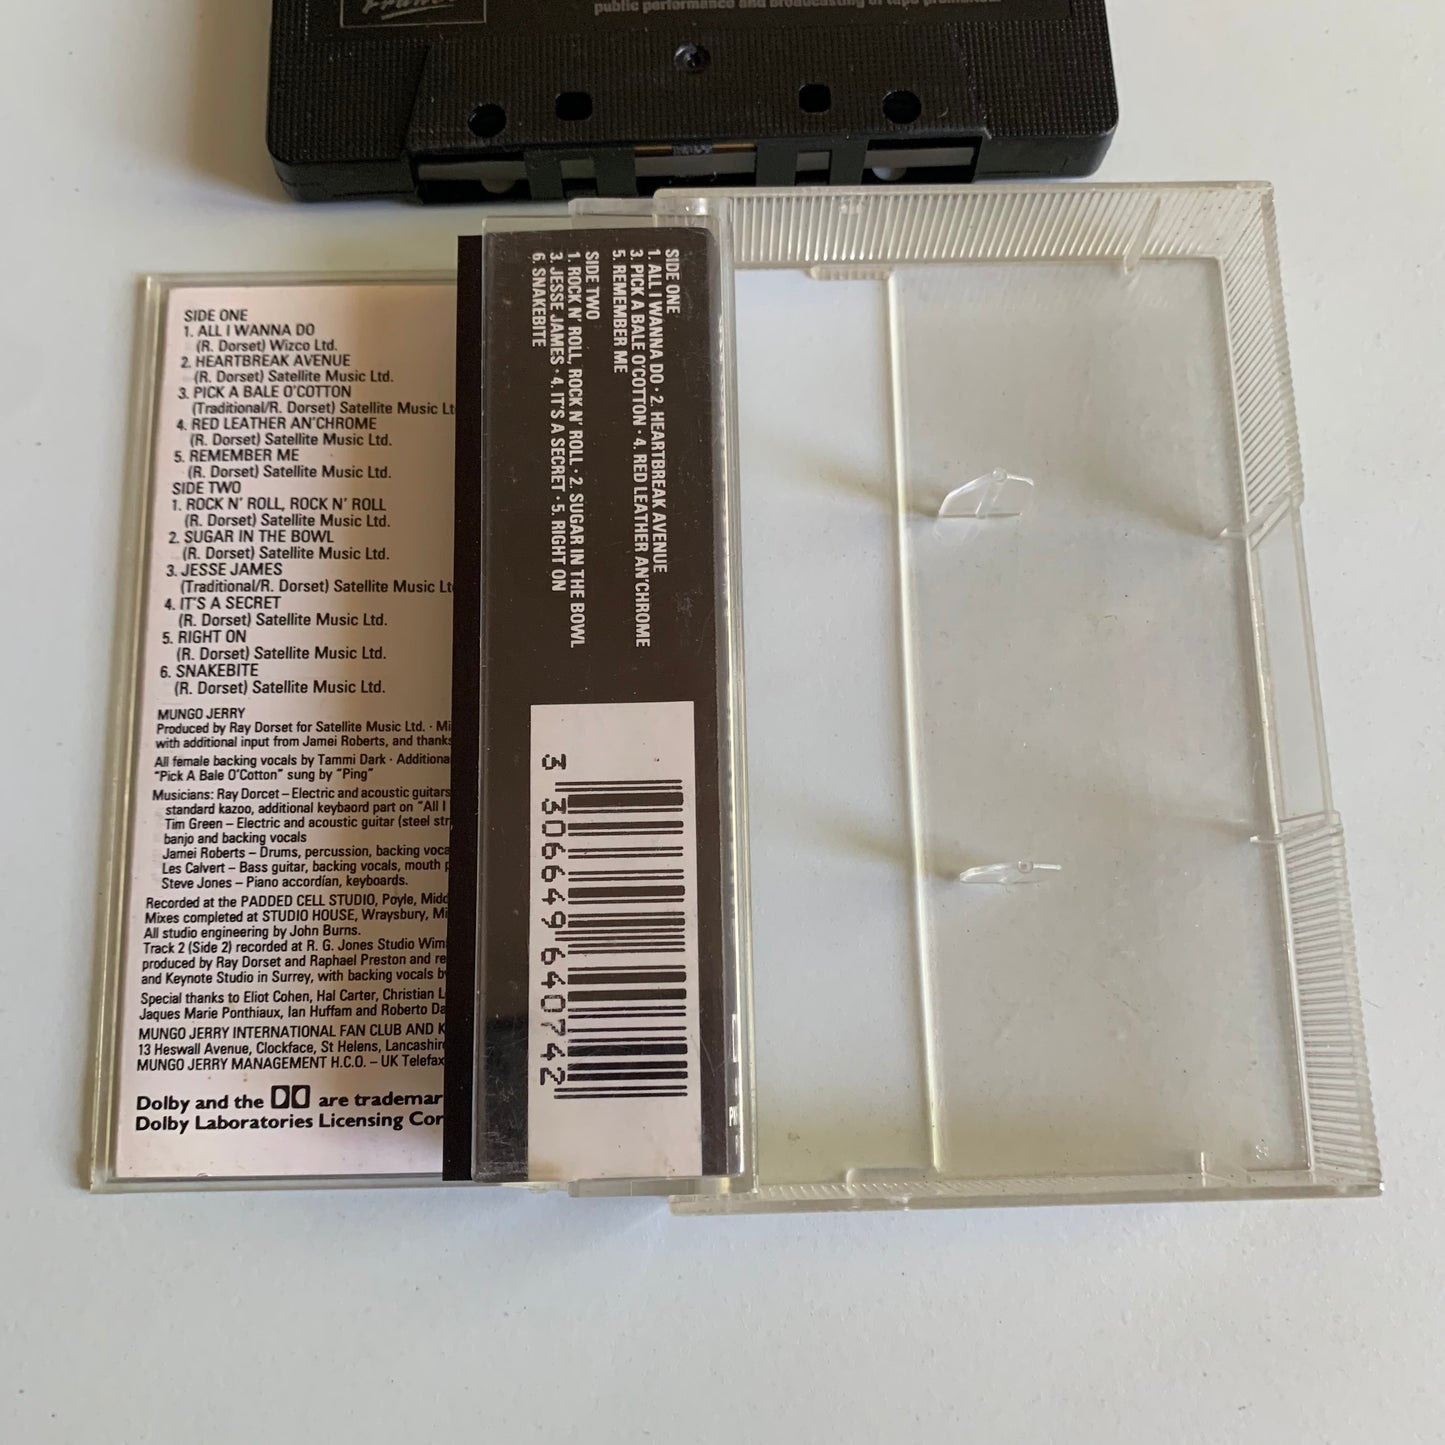 France
public performance and broadcasting of tape prohibited.
SIDE ONE
1. ALL I WANNA DO
(R. Dorset) Wizco Ltd.
2. HEARTBREAK AVENUE
(R. Dorset) Satellite Music Ltd.
3. PICK A BALE O'COTTON
(Traditional/R. Dorset) Satellite Music Lt
4. RED LEATHER AN'CHROME
(R. Dorset) Satellite Music Ltd.
5. REMEMBER ME
(R. Dorset) Satellite Music Ltd.
SIDE TWO
1. ROCK N' ROLL, ROCK N' ROLL
(R. Dorset) Satellite Music Ltd.
2. SUGAR IN THE BOWL
(R. Dorset) Satellite Music Ltd.
3. JESSE JAMES
(Traditional/R. Dorset) Satellite Music Lt
4. IT'S A SECRET
(R. Dorset) Satellite Music Ltd.
5. RIGHT ON
(R. Dorset) Satellite Music Ltd.
6. SNAKEBITE
(R. Dorset) Satellite Music Ltd.
MUNGO JERRY
Produced by Ray Dorset for Satellite Music Ltd. · Mi
with additional input from Jamei Roberts, and thanks
All female backing vocals by Tammi Dark · Additiona
"Pick A Bale O'Cotton" sung by "Ping"
Musicians: Ray Dorcet – Electric and acoustic guitars
standard kazoo, additional keybaord part on "All I
Tim Green – Electric and acoustic guitar (steel str
banjo and backing vocals
Jamei Roberts – Drums, percussion, backing voca
Les Calvert – Bass guitar, backing vocals, mouth
Steve Jones – Piano accordían, keyboards.
Recorded at the PADDED CELL STUDIO, Poyle, Midd
Mixes completed at STUDIO HOUSE, Wraysbury, Mi
All studio engineering by John Burns.
Track 2 (Side 2) recorded at R. G. Jones Studio Wim
produced by Ray Dorset and Raphael Preston and re
and Keynote Studio in Surrey, with backing vocals b
Special thanks to Eliot Cohen, Hal Carter, Christian L
Jaques Marie Ponthiaux, Ian Huffam and Roberto Da
MUNGO JERRY INTERNATIONAL FAN CLUB AND K
13 Heswall Avenue, Clockface, St Helens, Lancashire
MUNGO JERRY MANAGEMENT H.C.O. – UK Telefax
Dolby and the DD are trademar
Dolby Laboratories Licensing Cor
SIDE ONE
1. ALL I WANNA DO · 2. HEARTBREAK AVENUE
3. PICK A BALE O'COTTON · 4. RED LEATHER AN'CHROME
5. REMEMBER ME
SIDE TWO
1. ROCK N' ROLL, ROCK N' ROLL · 2. SUGAR IN THE BOWL
3. JESSE JAMES · 4. IT'S A SECRET · 5. RIGHT ON
6. SNAKEBITE
3 306649 640742